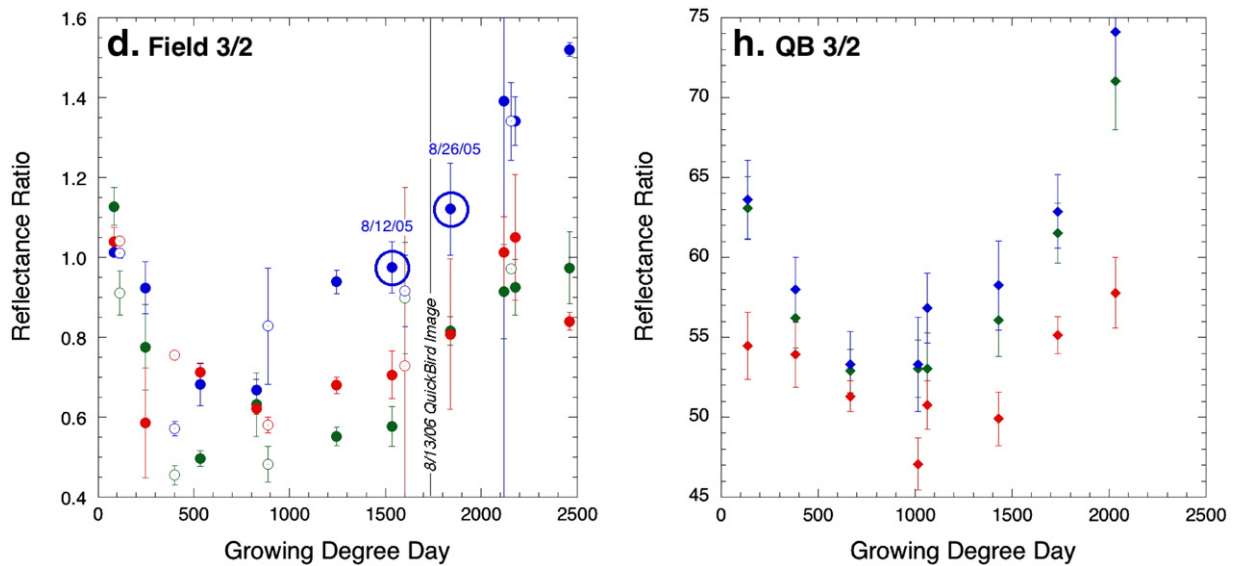 d. Field 3/2
Reflectance Ratio
1.6
1.4
1.2
1.0
0.8
0.6
0.4
8/26/05
8/12/05
8/13/06 QuickBird Image
0 500 1000 1500 2000 2500
Growing Degree Day
h. QB 3/2
Reflectance Ratio
75
70
65
60
55
50
45
0 500 1000 1500 2000 2500
Growing Degree Day